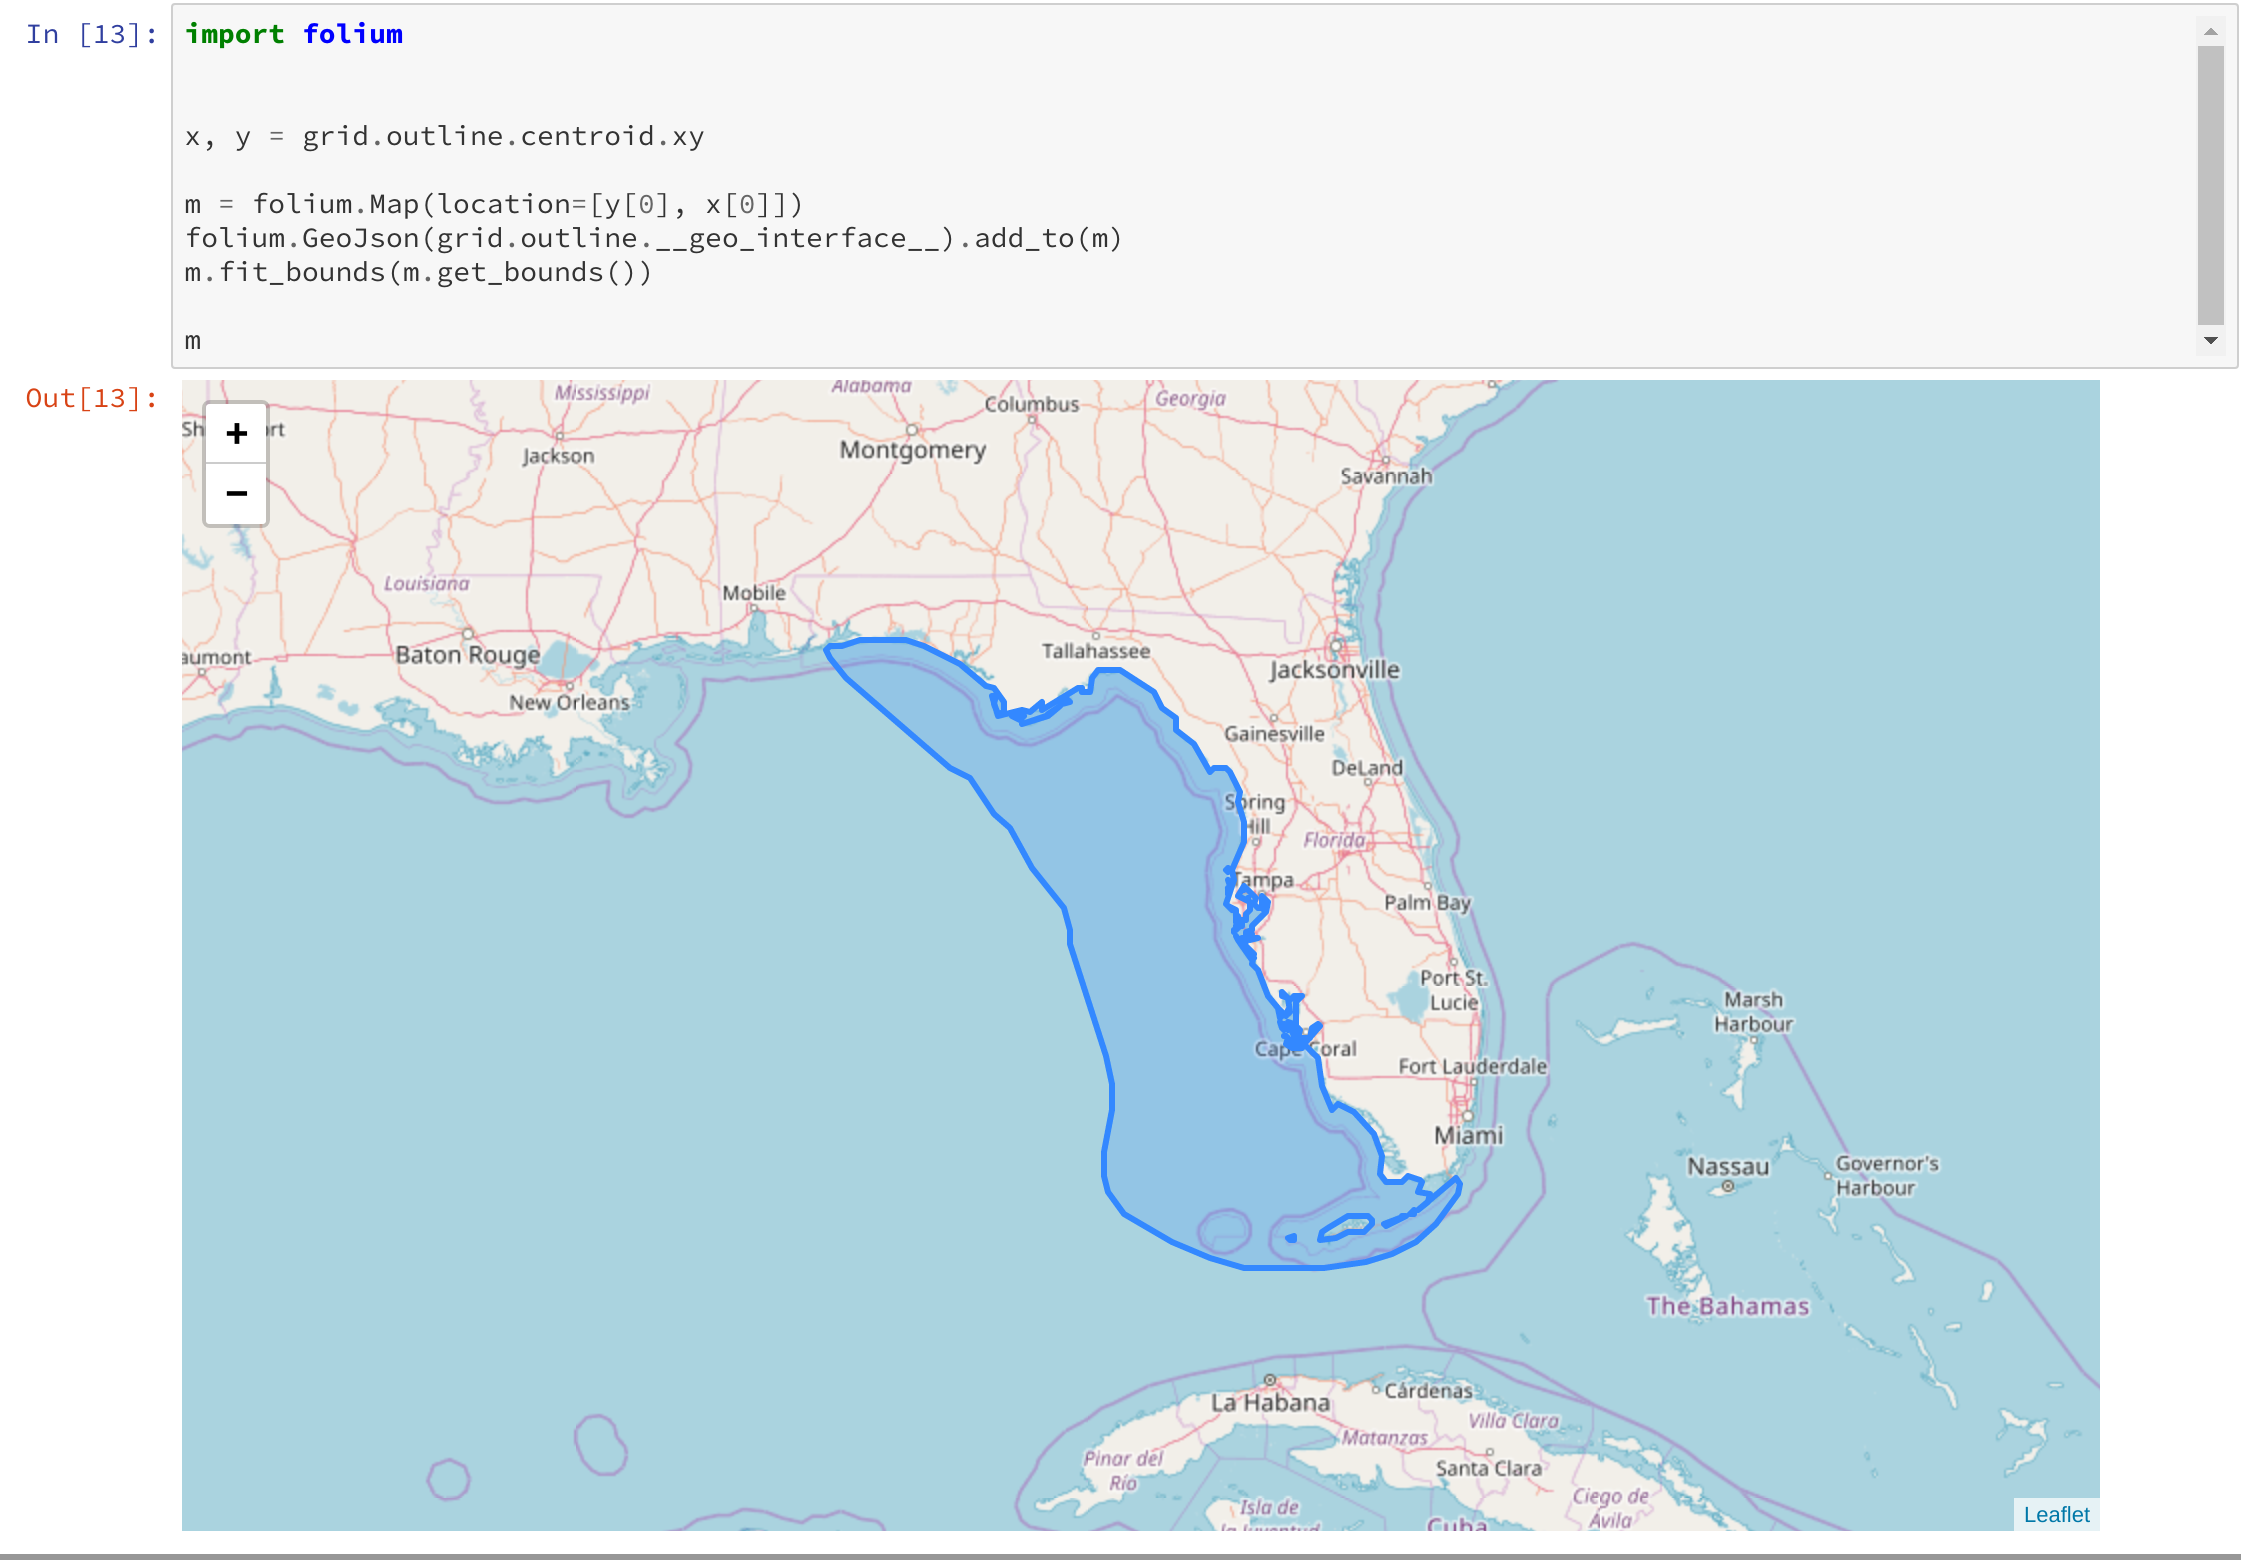 In [13]:
import folium
x, y = grid.outline.centroid.xy
m = folium.Map(location=[y[0], x[0]])
folium.GeoJson(grid.outline.__geo_interface__).add_to(m)
m.fit_bounds(m.get_bounds())
m
Out[13]:
+
−
Mississippi
Alabama
Columbus
Georgia
Jackson
Montgomery
Savannah
Louisiana
Mobile
Baton Rouge
aumont
New Orleans
Tallahassee
Jacksonville
Gainesville
DeLand
Spring
Hill
Florida
Tampa
Palm Bay
Port St.
Lucie
Cape Coral
Fort Lauderdale
Miami
Marsh
Harbour
Nassau
Governor's
Harbour
The Bahamas
La Habana
Cárdenas
Villa Clara
Matanzas
Pinar del
Río
Santa Clara
Isla de
la Juventud
Ciego de
Ávila
Cuba
Leaflet